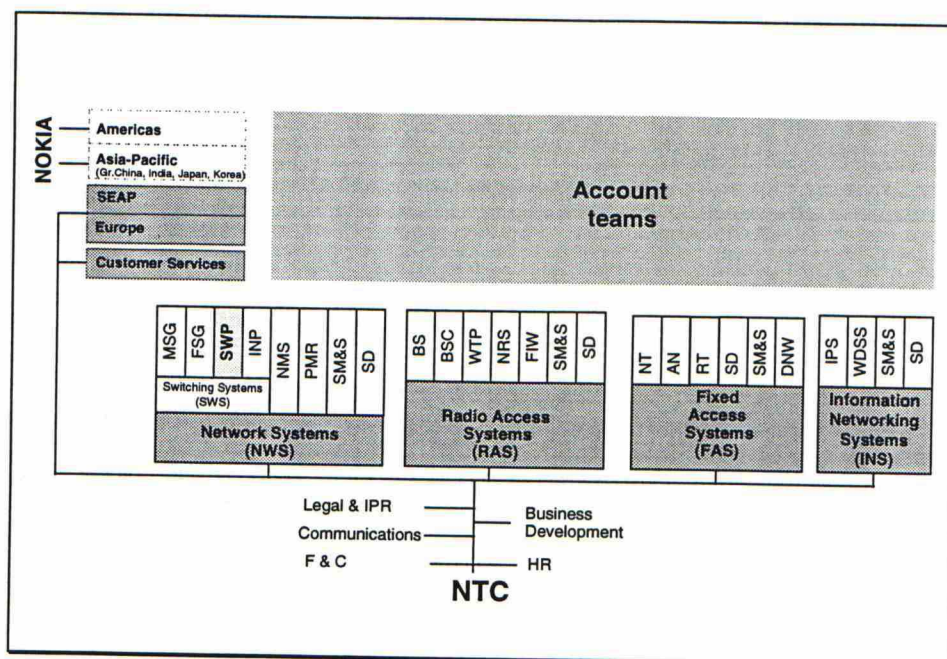 NOKIA
Americas
Asia-Pacific
(Gr.China, India, Japan, Korea)
SEAP
Europe
Customer Services
Account
teams
MSG
FSG
SWP
INP
NMS
PMR
SM&S
SD
Switching Systems
(SWS)
Network Systems
(NWS)
BS
BSC
WTP
NRS
FIW
SM&S
SD
Radio Access
Systems
(RAS)
NT
AN
RT
SD
SM&S
DNW
Fixed
Access
Systems
(FAS)
IPS
WDSS
SM&S
SD
Information
Networking
Systems
(INS)
Legal & IPR
Communications
F & C
Business
Development
HR
NTC